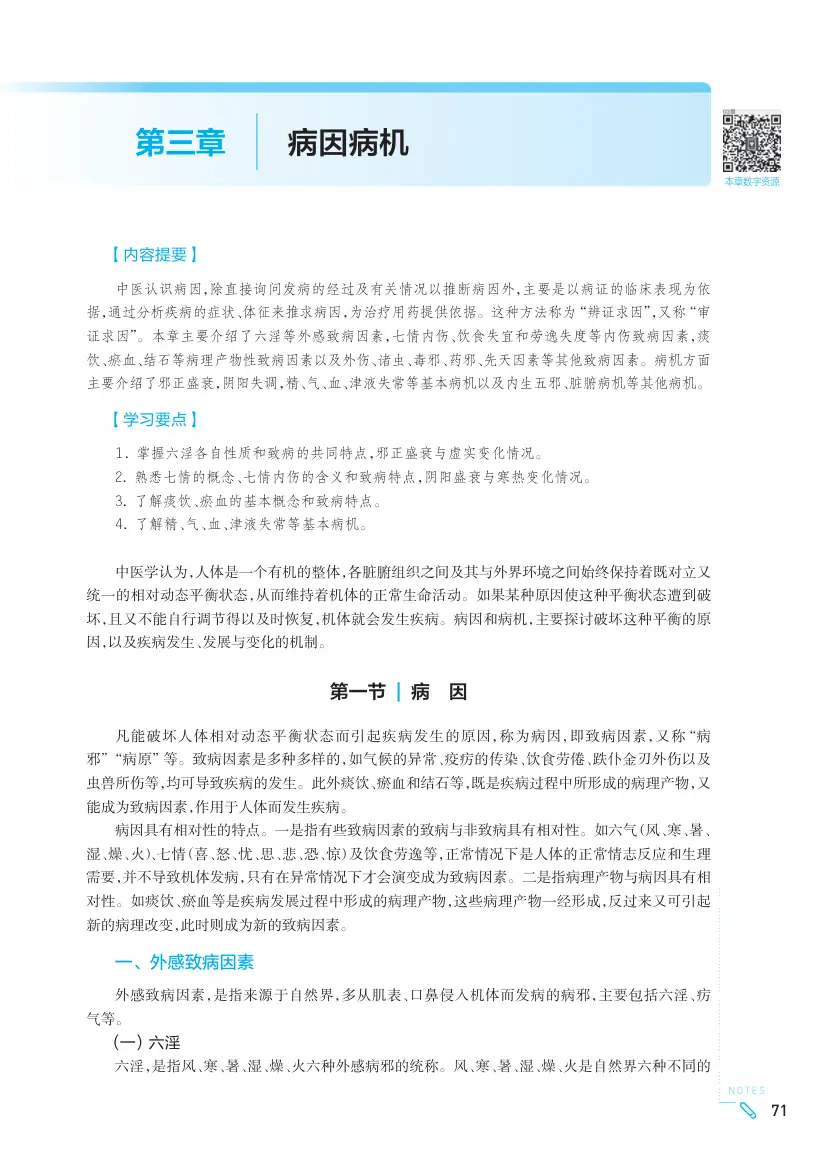 第三章 病因病机
本章数字资源
【内容提要】
中医认识病因,除直接询问发病的经过及有关情况以推断病因外,主要是以病证的临床表现为依
据,通过分析疾病的症状、体征来推求病因,为治疗用药提供依据。这种方法称为“辨证求因”,又称“审
证求因”。本章主要介绍了六淫等外感致病因素,七情内伤、饮食失宜和劳逸失度等内伤致病因素,痰
饮、瘀血、结石等病理产物性致病因素以及外伤、诸虫、毒邪、药邪、先天因素等其他致病因素。病机方面
主要介绍了邪正盛衰,阴阳失调,精、气、血、津液失常等基本病机以及内生五邪、脏腑病机等其他病机。
【学习要点】
1. 掌握六淫各自性质和致病的共同特点,邪正盛衰与虚实变化情况。
2. 熟悉七情的概念、七情内伤的含义和致病特点,阴阳盛衰与寒热变化情况。
3. 了解痰饮、瘀血的基本概念和致病特点。
4. 了解精、气、血、津液失常等基本病机。
中医学认为,人体是一个有机的整体,各脏腑组织之间及其与外界环境之间始终保持着既对立又
统一的相对动态平衡状态,从而维持着机体的正常生命活动。如果某种原因使这种平衡状态遭到破
坏,且又不能自行调节得以及时恢复,机体就会发生疾病。病因和病机,主要探讨破坏这种平衡的原
因,以及疾病发生、发展与变化的机制。
第一节 病 因
凡能破坏人体相对动态平衡状态而引起疾病发生的原因,称为病因,即致病因素,又称“病
邪”“病原”等。致病因素是多种多样的,如气候的异常、疫疠的传染、饮食劳倦、跌仆金刃外伤以及
虫兽所伤等,均可导致疾病的发生。此外痰饮、瘀血和结石等,既是疾病过程中所形成的病理产物,又
能成为致病因素,作用于人体而发生疾病。
病因具有相对性的特点。一是指有些致病因素的致病与非致病具有相对性。如六气(风、寒、暑、
湿、燥、火)、七情(喜、怒、忧、思、悲、恐、惊)及饮食劳逸等,正常情况下是人体的正常情志反应和生理
需要,并不导致机体发病,只有在异常情况下才会演变成为致病因素。二是指病理产物与病因具有相
对性。如痰饮、瘀血等是疾病发展过程中形成的病理产物,这些病理产物一经形成,反过来又可引起
新的病理改变,此时则成为新的致病因素。
一、外感致病因素
外感致病因素,是指来源于自然界,多从肌表、口鼻侵入机体而发病的病邪,主要包括六淫、疠
气等。
(一)六淫
六淫,是指风、寒、暑、湿、燥、火六种外感病邪的统称。风、寒、暑、湿、燥、火是自然界六种不同的
NOTES
71